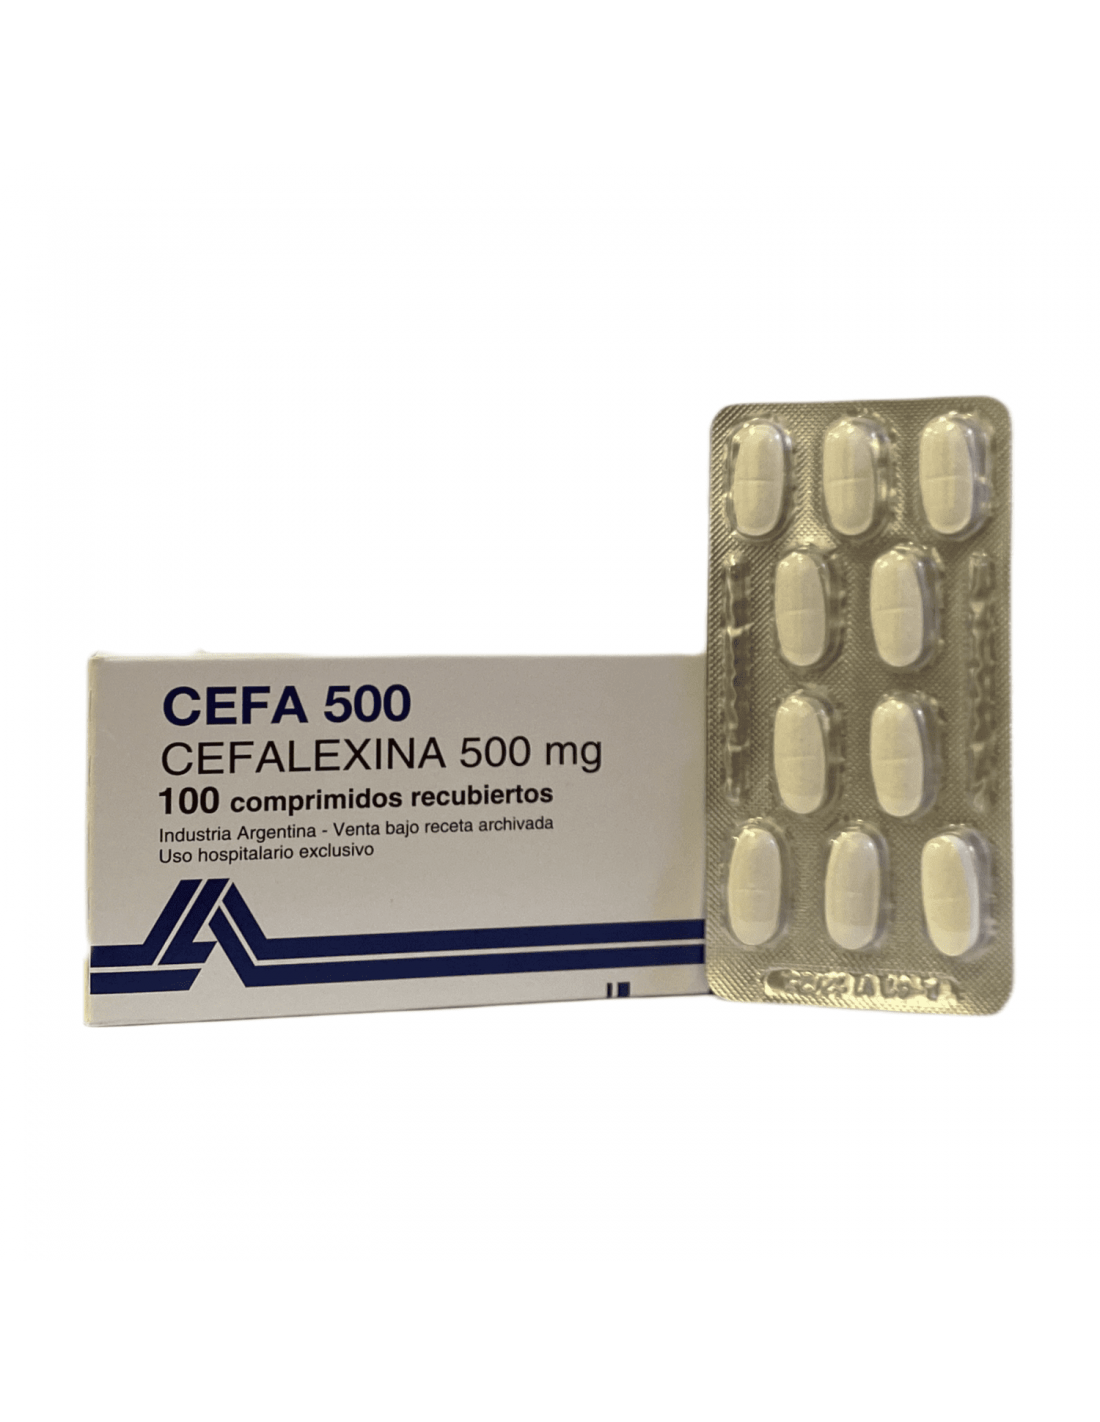 CEFA 500
CEFALEXINA 500 mg
100 comprimidos recubiertos
Industria Argentina - Venta bajo receta archivada
Uso hospitalario exclusivo